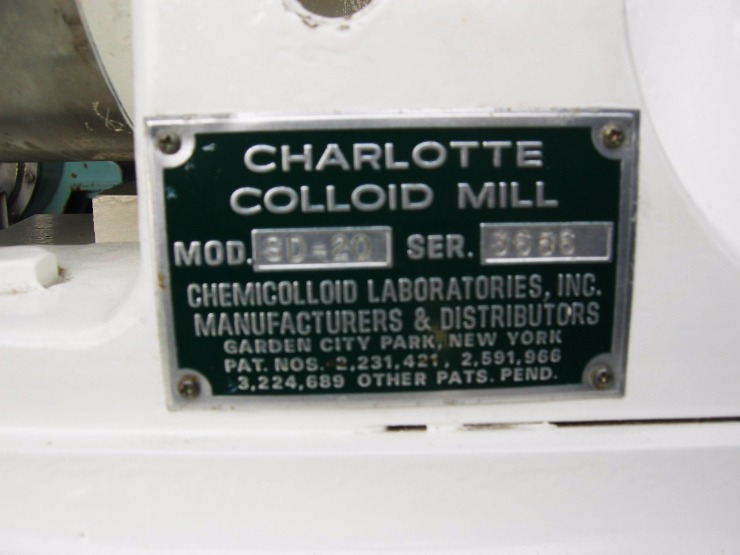 CHARLOTTE
COLLOID MILL
MOD. SD-20 SER.
CHEMICOLLOID LABORATORIES, INC.
MANUFACTURERS & DISTRIBUTORS
GARDEN CITY PARK, NEW YORK
PAT. NOS. 2,231,421, 2,591,966
3,224,689 OTHER PATS. PEND.